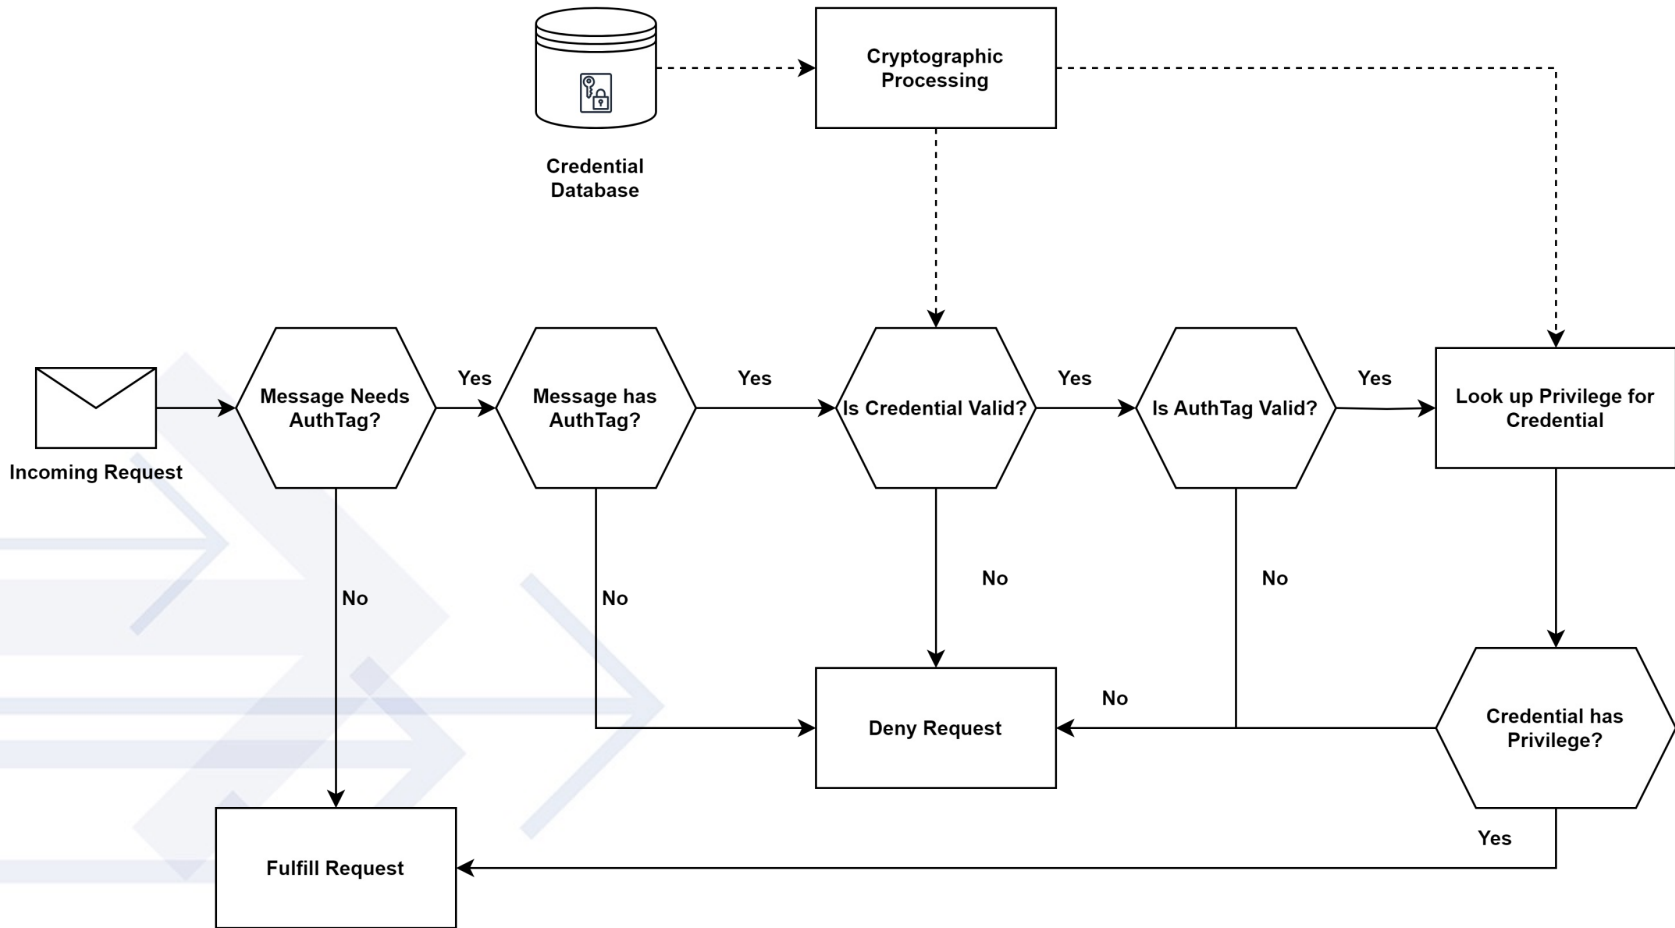 Cryptographic
Processing
Credential
Database
Incoming Request
Message Needs
AuthTag?
Yes
Message has
AuthTag?
Yes
Is Credential Valid?
Yes
Is AuthTag Valid?
Yes
Look up Privilege for
Credential
No
No
No
No
No
Deny Request
Credential has
Privilege?
Yes
Fulfill Request